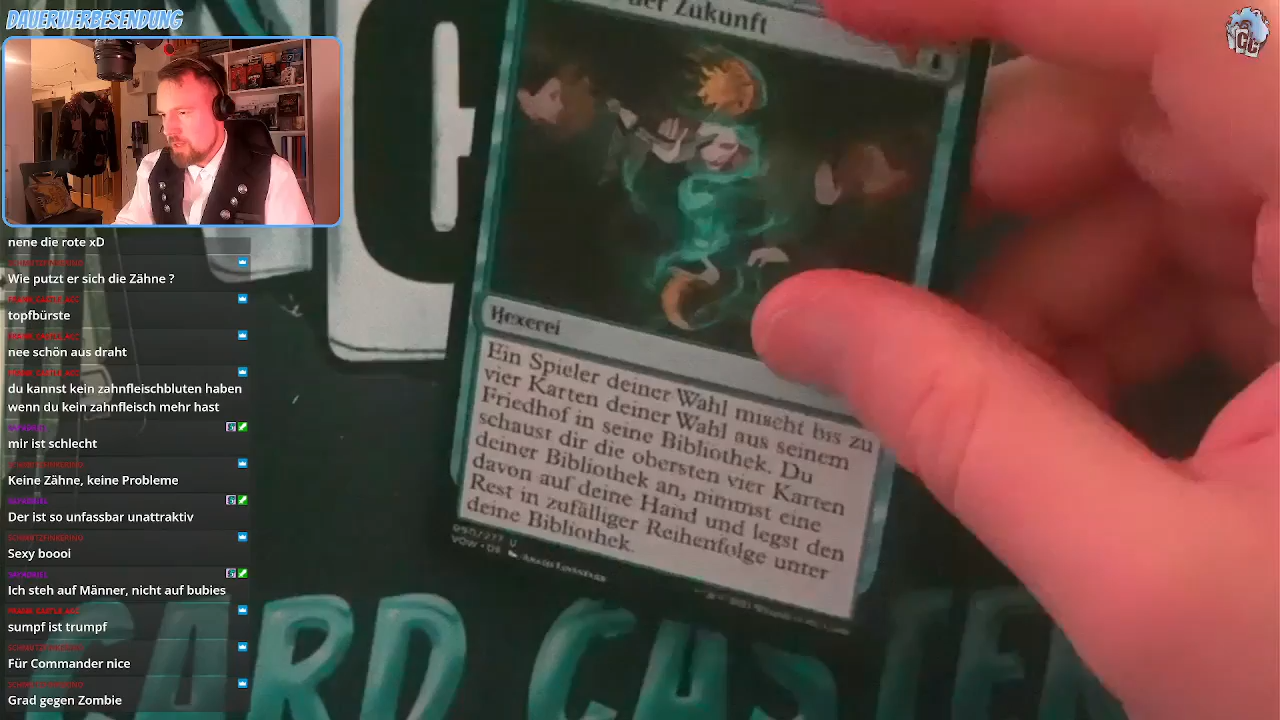 DAUERWERBESENDUNG
nene die rote xD
Wie putzt er sich die Zähne ?
topfbürste
nee schön aus draht
du kannst kein zahnfleischbluten haben
wenn du kein zahnfleisch mehr hast
mir ist schlecht
Keine Zähne, keine Probleme
Der ist so unfassbar unattraktiv
Sexy boooi
Ich steh auf Männer, nicht auf bubies
sumpf ist trumpf
Für Commander nice
Grad gegen Zombie
der Zukunft
Hexerei
Ein Spieler deiner Wahl mischt bis zu
vier Karten deiner Wahl aus seinem
Friedhof in seine Bibliothek. Du
schaust dir die obersten vier Karten
deiner Bibliothek an, nimmst eine
davon auf deine Hand und legst den
Rest in zufälliger Reihenfolge unter
deine Bibliothek.
VOW • DE
CARD CASTER
CC